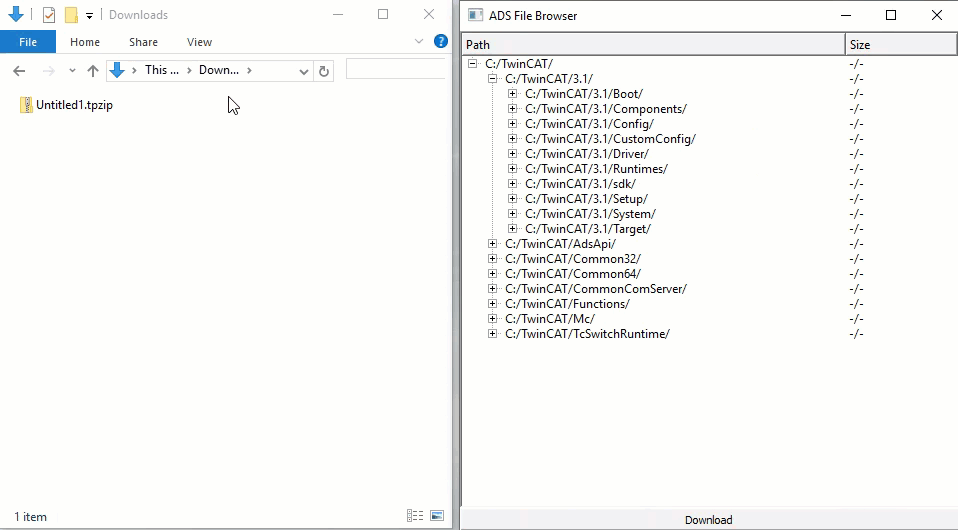 Downloads
File Home Share View
This ... Down...
Untitled1.tpzip
1 item
ADS File Browser
Path Size
C:/TwinCAT/ -/-
C:/TwinCAT/3.1/ -/-
C:/TwinCAT/3.1/Boot/ -/-
C:/TwinCAT/3.1/Components/ -/-
C:/TwinCAT/3.1/Config/ -/-
C:/TwinCAT/3.1/CustomConfig/ -/-
C:/TwinCAT/3.1/Driver/ -/-
C:/TwinCAT/3.1/Runtimes/ -/-
C:/TwinCAT/3.1/sdk/ -/-
C:/TwinCAT/3.1/Setup/ -/-
C:/TwinCAT/3.1/System/ -/-
C:/TwinCAT/3.1/Target/ -/-
C:/TwinCAT/AdsApi/ -/-
C:/TwinCAT/Common32/ -/-
C:/TwinCAT/Common64/ -/-
C:/TwinCAT/CommonComServer/ -/-
C:/TwinCAT/Functions/ -/-
C:/TwinCAT/Mc/ -/-
C:/TwinCAT/TcSwitchRuntime/ -/-
Download